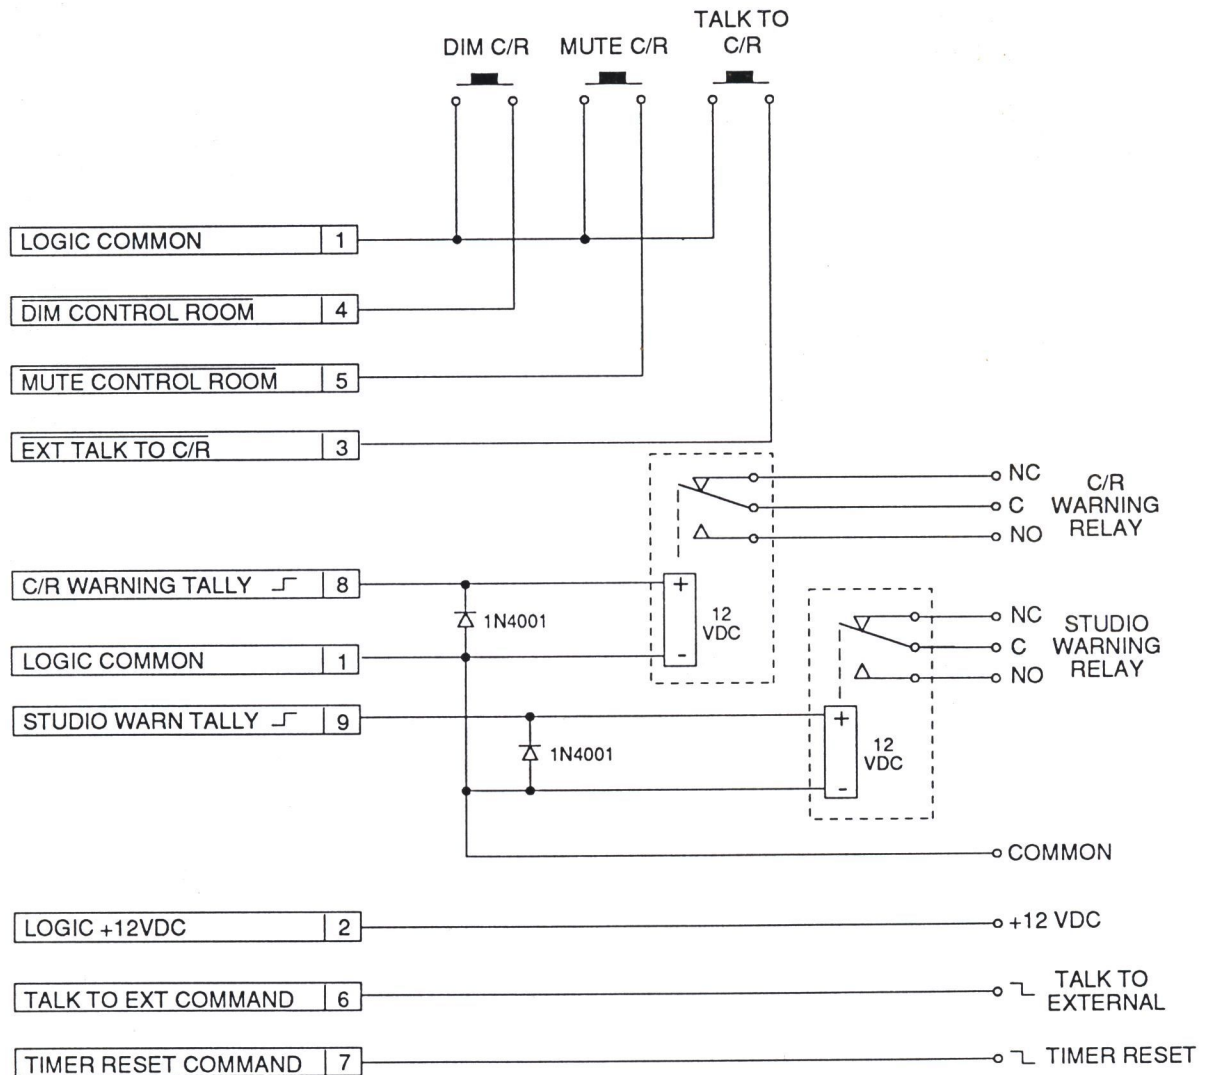 TALK TO
DIM C/R MUTE C/R C/R
LOGIC COMMON 1
DIM CONTROL ROOM 4
MUTE CONTROL ROOM 5
EXT TALK TO C/R 3
NC
C
NO
C/R
WARNING
RELAY
C/R WARNING TALLY 8
+
1N4001
12
VDC
LOGIC COMMON 1
-
NC
C
NO
STUDIO
WARNING
RELAY
STUDIO WARN TALLY 9
+
1N4001
12
VDC
-
COMMON
LOGIC +12VDC 2
+12 VDC
TALK TO EXT COMMAND 6
TALK TO
EXTERNAL
TIMER RESET COMMAND 7
TIMER RESET